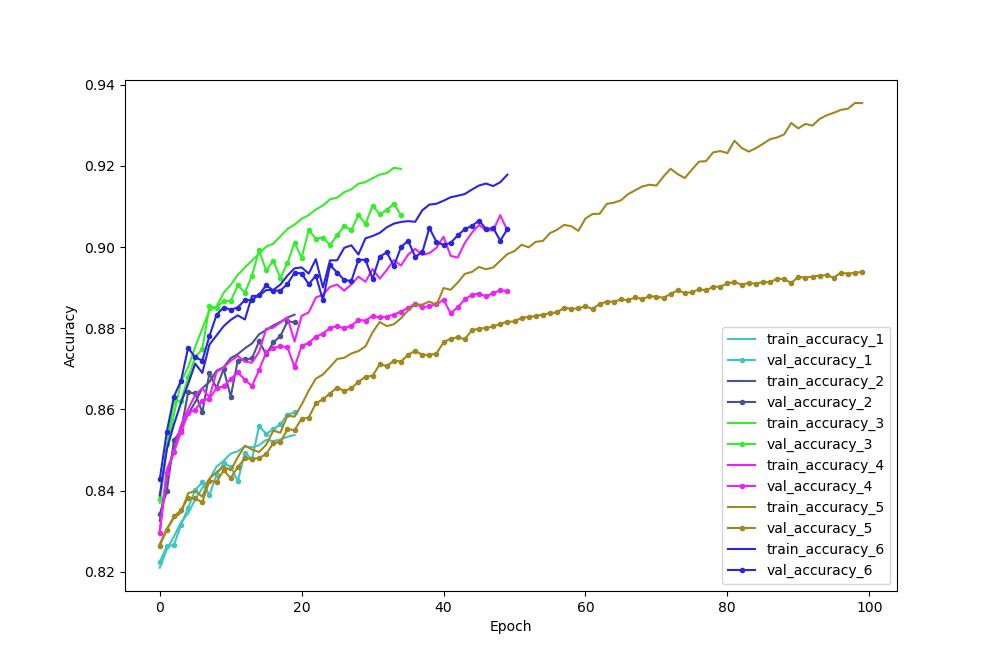 0.94
0.92
0.90
0.88
0.86
0.84
0.82
Accuracy
0
20
40
60
80
100
Epoch
train_accuracy_1
val_accuracy_1
train_accuracy_2
val_accuracy_2
train_accuracy_3
val_accuracy_3
train_accuracy_4
val_accuracy_4
train_accuracy_5
val_accuracy_5
train_accuracy_6
val_accuracy_6